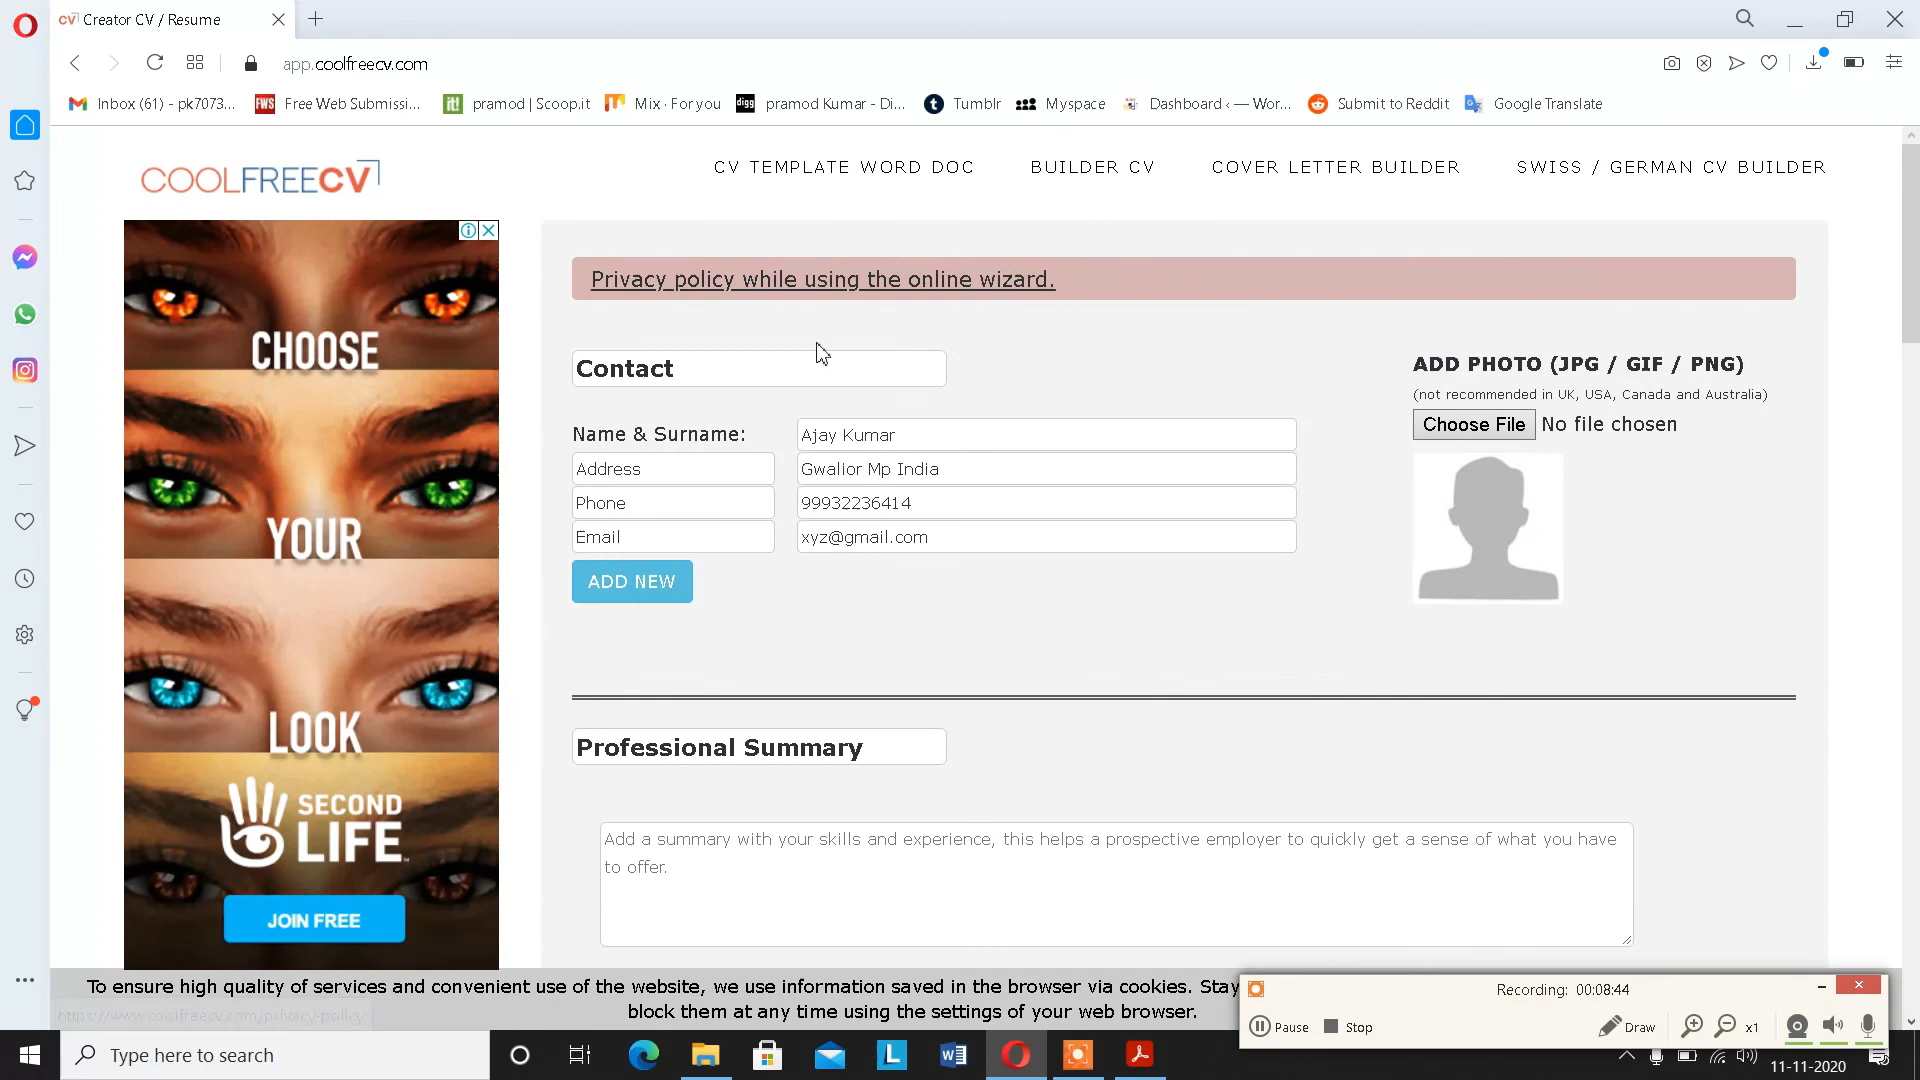 Creator CV / Resume
app.coolfreecv.com
Inbox (61) - pk7073...
Free Web Submissi...
pramod | Scoop.it
Mix · For you
pramod Kumar - Di...
Tumblr
Myspace
Dashboard ‹ — Wor...
Submit to Reddit
Google Translate
COOLFREECV
CV TEMPLATE WORD DOC
BUILDER CV
COVER LETTER BUILDER
SWISS / GERMAN CV BUILDER
CHOOSE
YOUR
LOOK
SECOND
LIFE
JOIN FREE
Privacy policy while using the online wizard.
Contact
Name & Surname:
Ajay Kumar
Address
Gwalior Mp India
Phone
99932236414
Email
xyz@gmail.com
ADD NEW
ADD PHOTO (JPG / GIF / PNG)
(not recommended in UK, USA, Canada and Australia)
Choose File No file chosen
Professional Summary
Add a summary with your skills and experience, this helps a prospective employer to quickly get a sense of what you have
to offer.
To ensure high quality of services and convenient use of the website, we use information saved in the browser via cookies. Stay
block them at any time using the settings of your web browser.
https://www.coolfreecv.com/privacy-policy
Recording: 00:08:44
Pause
Stop
Draw
x1
Type here to search
11-11-2020